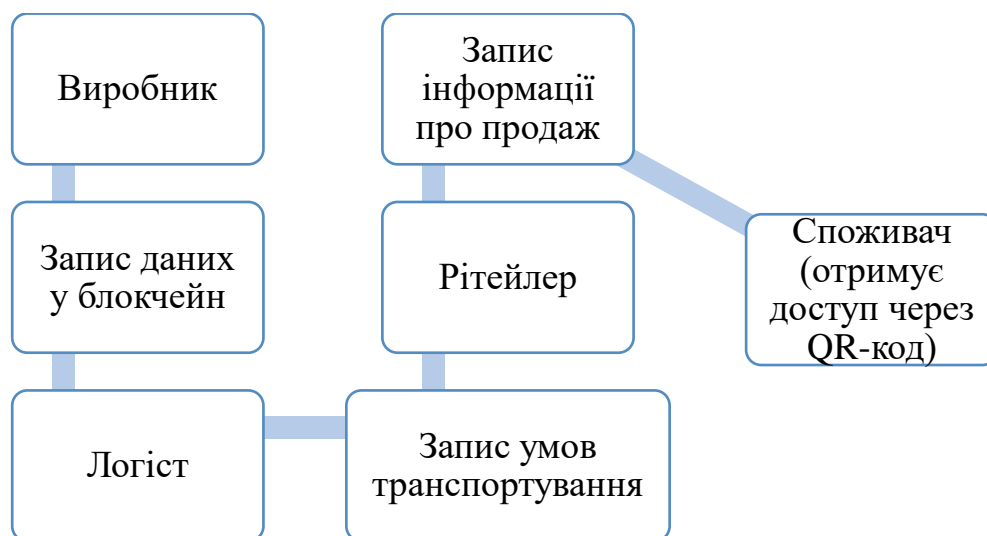 Виробник
Запис даних
у блокчейн
Логіст
Запис умов
транспортування
Рітейлер
Запис
інформації
про продаж
Споживач
(отримує
доступ через
QR-код)